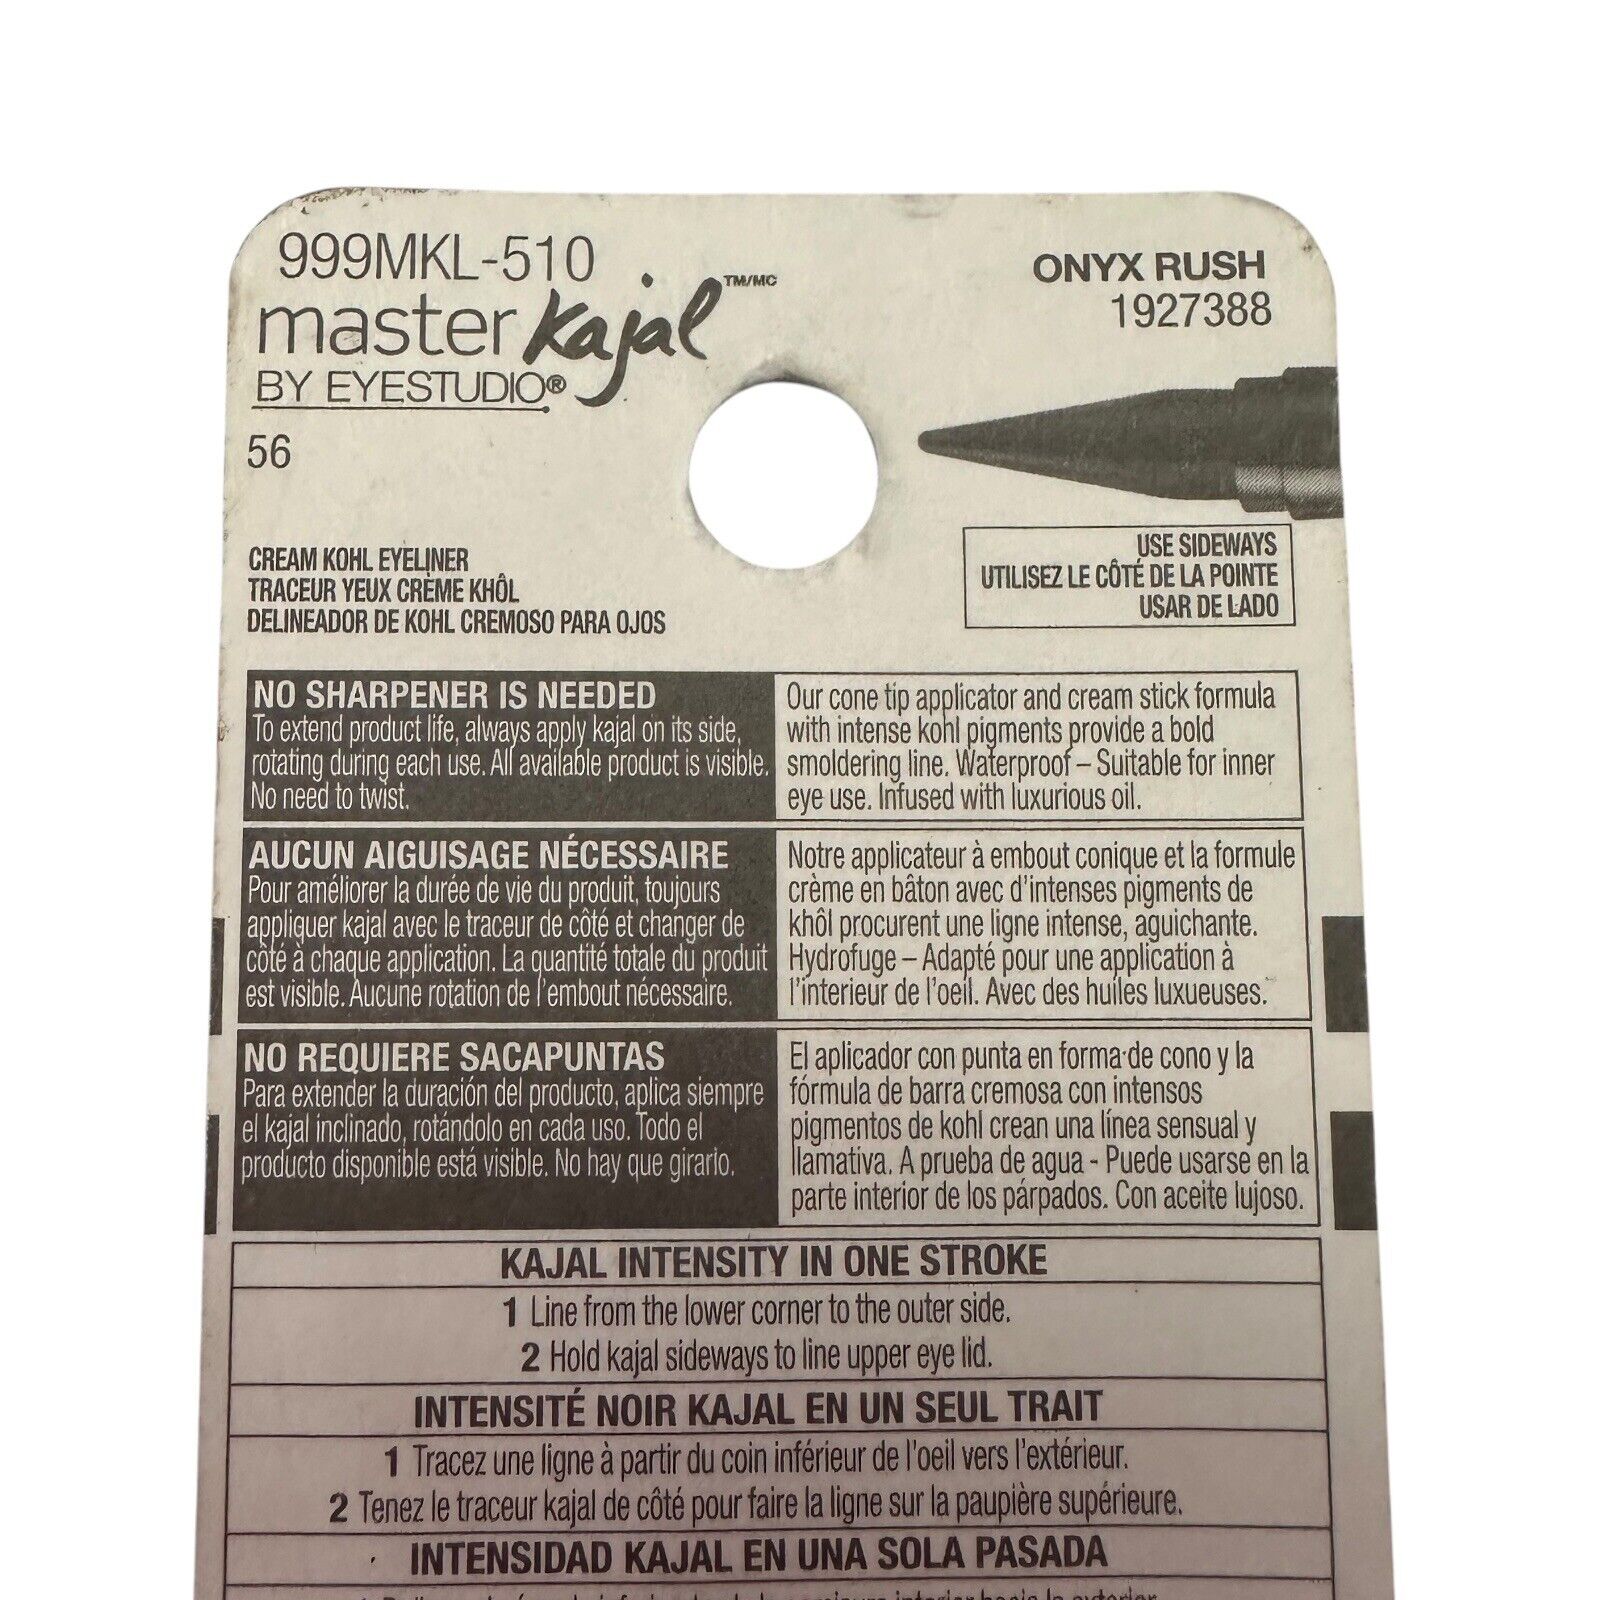 999MKL-510
master kajal TM/MC
BY EYESTUDIO®
56
ONYX RUSH
1927388
CREAM KOHL EYELINER
TRACEUR YEUX CRÈME KHÔL
DELINEADOR DE KOHL CREMOSO PARA OJOS
USE SIDEWAYS
UTILISEZ LE CÔTÉ DE LA POINTE
USAR DE LADO
NO SHARPENER IS NEEDED
To extend product life, always apply kajal on its side,
rotating during each use. All available product is visible.
No need to twist.
Our cone tip applicator and cream stick formula
with intense kohl pigments provide a bold
smoldering line. Waterproof – Suitable for inner
eye use. Infused with luxurious oil.
AUCUN AIGUISAGE NÉCESSAIRE
Pour améliorer la durée de vie du produit, toujours
appliquer kajal avec le traceur de côté et changer de
côté à chaque application. La quantité totale du produit
est visible. Aucune rotation de l'embout nécessaire.
Notre applicateur à embout conique et la formule
crème en bâton avec d'intenses pigments de
khôl procurent une ligne intense, aguichante.
Hydrofuge – Adapté pour une application à
l'interieur de l'oeil. Avec des huiles luxueuses.
NO REQUIERE SACAPUNTAS
Para extender la duración del producto, aplica siempre
el kajal inclinado, rotándolo en cada uso. Todo el
producto disponible está visible. No hay que girarlo.
El aplicador con punta en forma de cono y la
fórmula de barra cremosa con intensos
pigmentos de kohl crean una línea sensual y
llamativa. A prueba de agua - Puede usarse en la
parte interior de los párpados. Con aceite lujoso.
KAJAL INTENSITY IN ONE STROKE
1 Line from the lower corner to the outer side.
2 Hold kajal sideways to line upper eye lid.
INTENSITÉ NOIR KAJAL EN UN SEUL TRAIT
1 Tracez une ligne à partir du coin inférieur de l'oeil vers l'extérieur.
2 Tenez le traceur kajal de côté pour faire la ligne sur la paupière supérieure.
INTENSIDAD KAJAL EN UNA SOLA PASADA